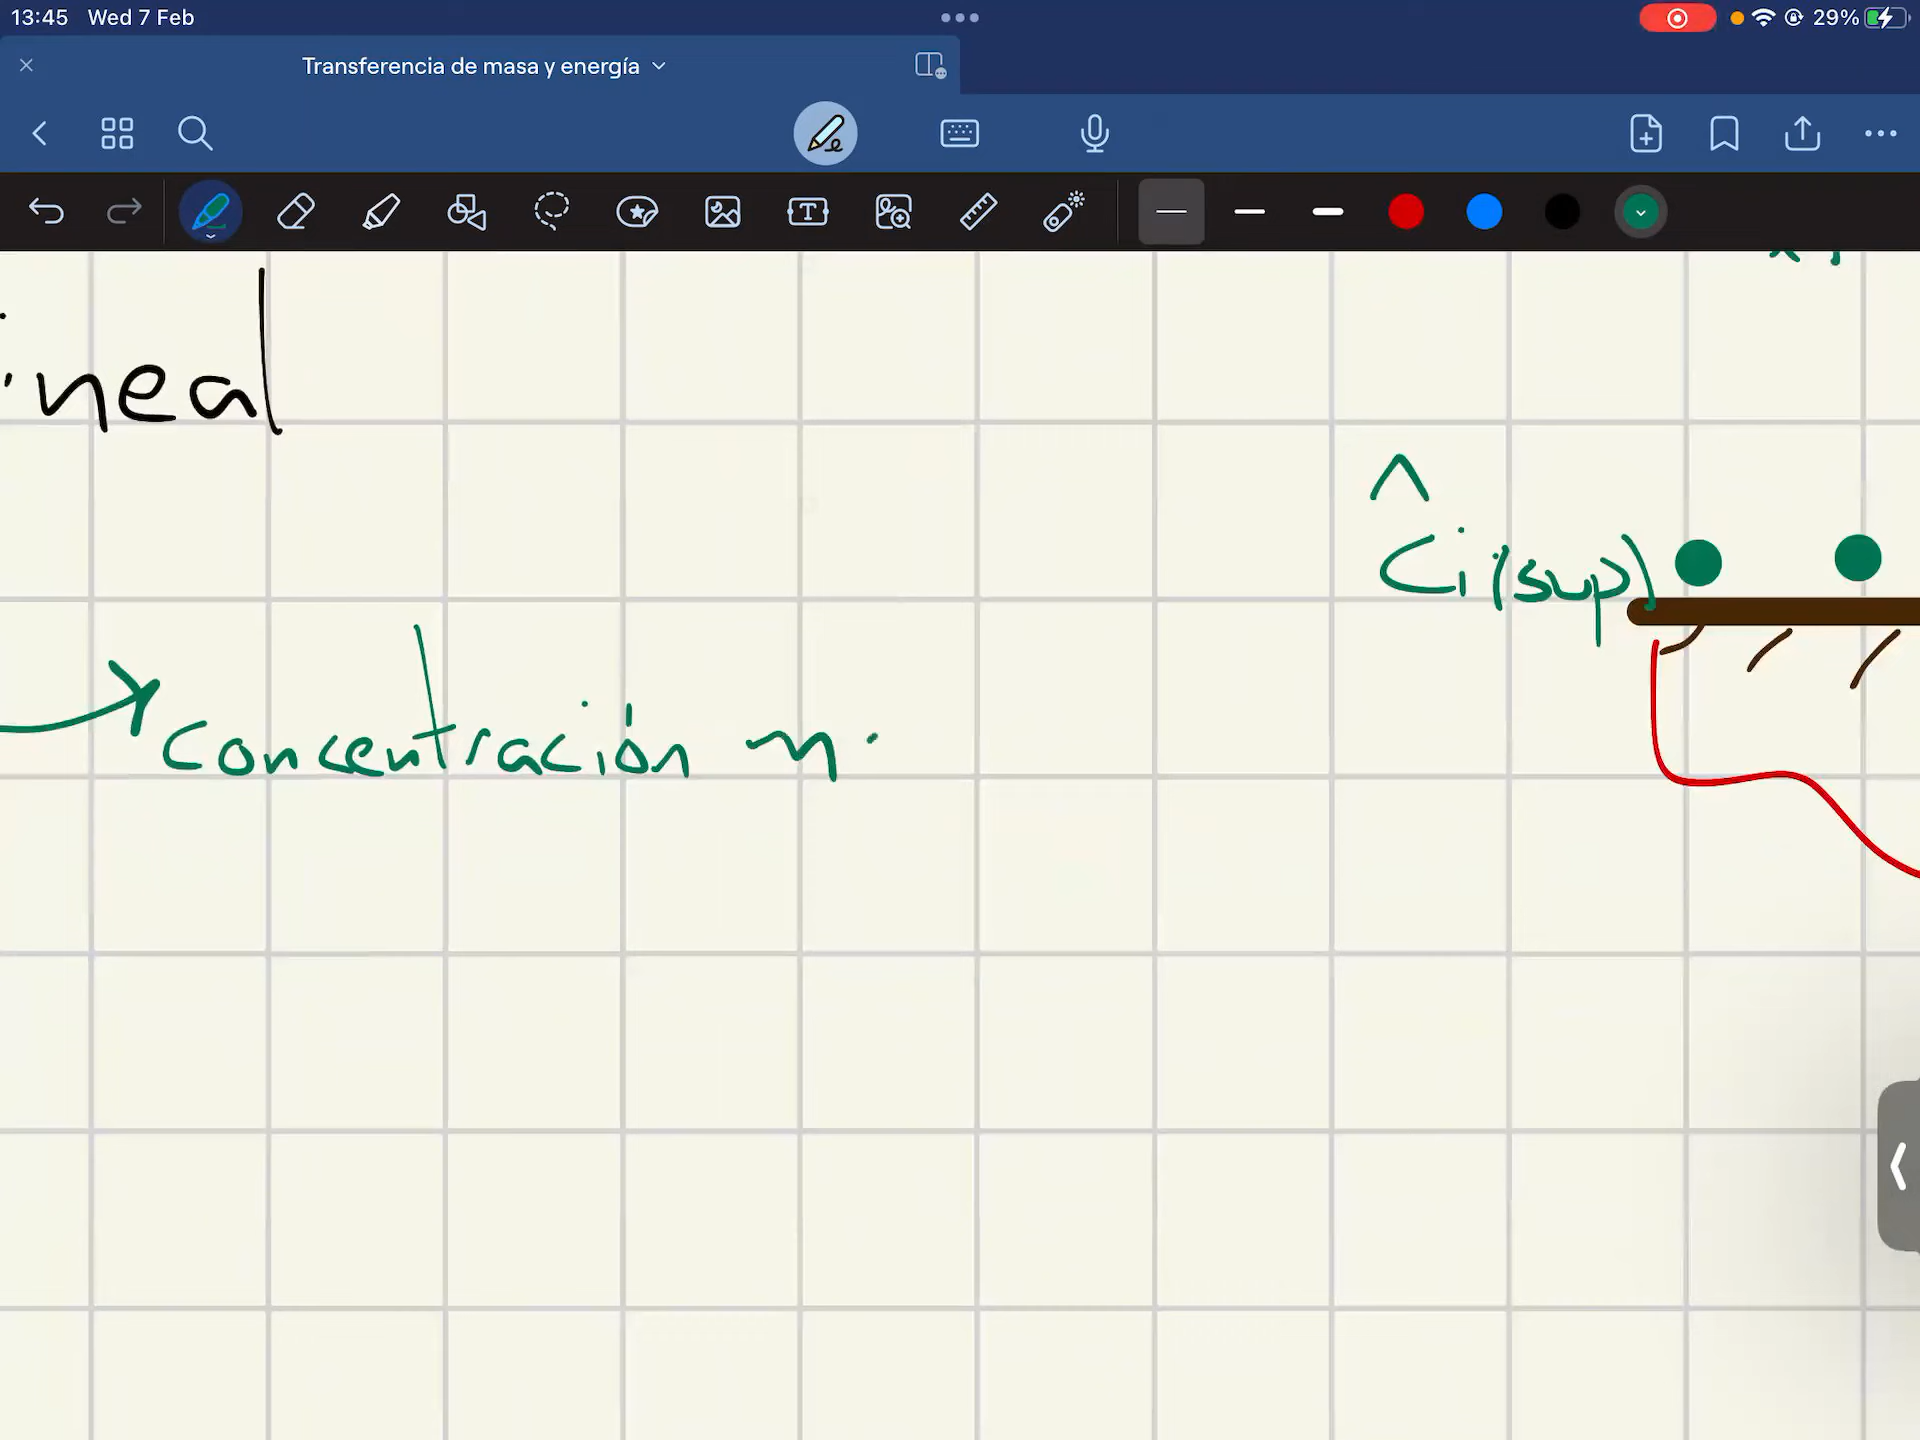 13:45 Wed 7 Feb
29%
Transferencia de masa y energía
neal
Ĉi(sup)
concentración